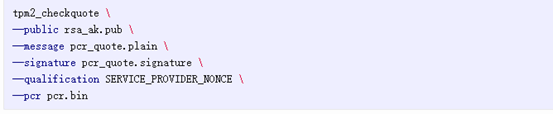 tpm2_checkquote \
--public rsa_ak.pub \
--message pcr_quote.plain \
--signature pcr_quote.signature \
--qualification SERVICE_PROVIDER_NONCE \
--pcr pcr.bin